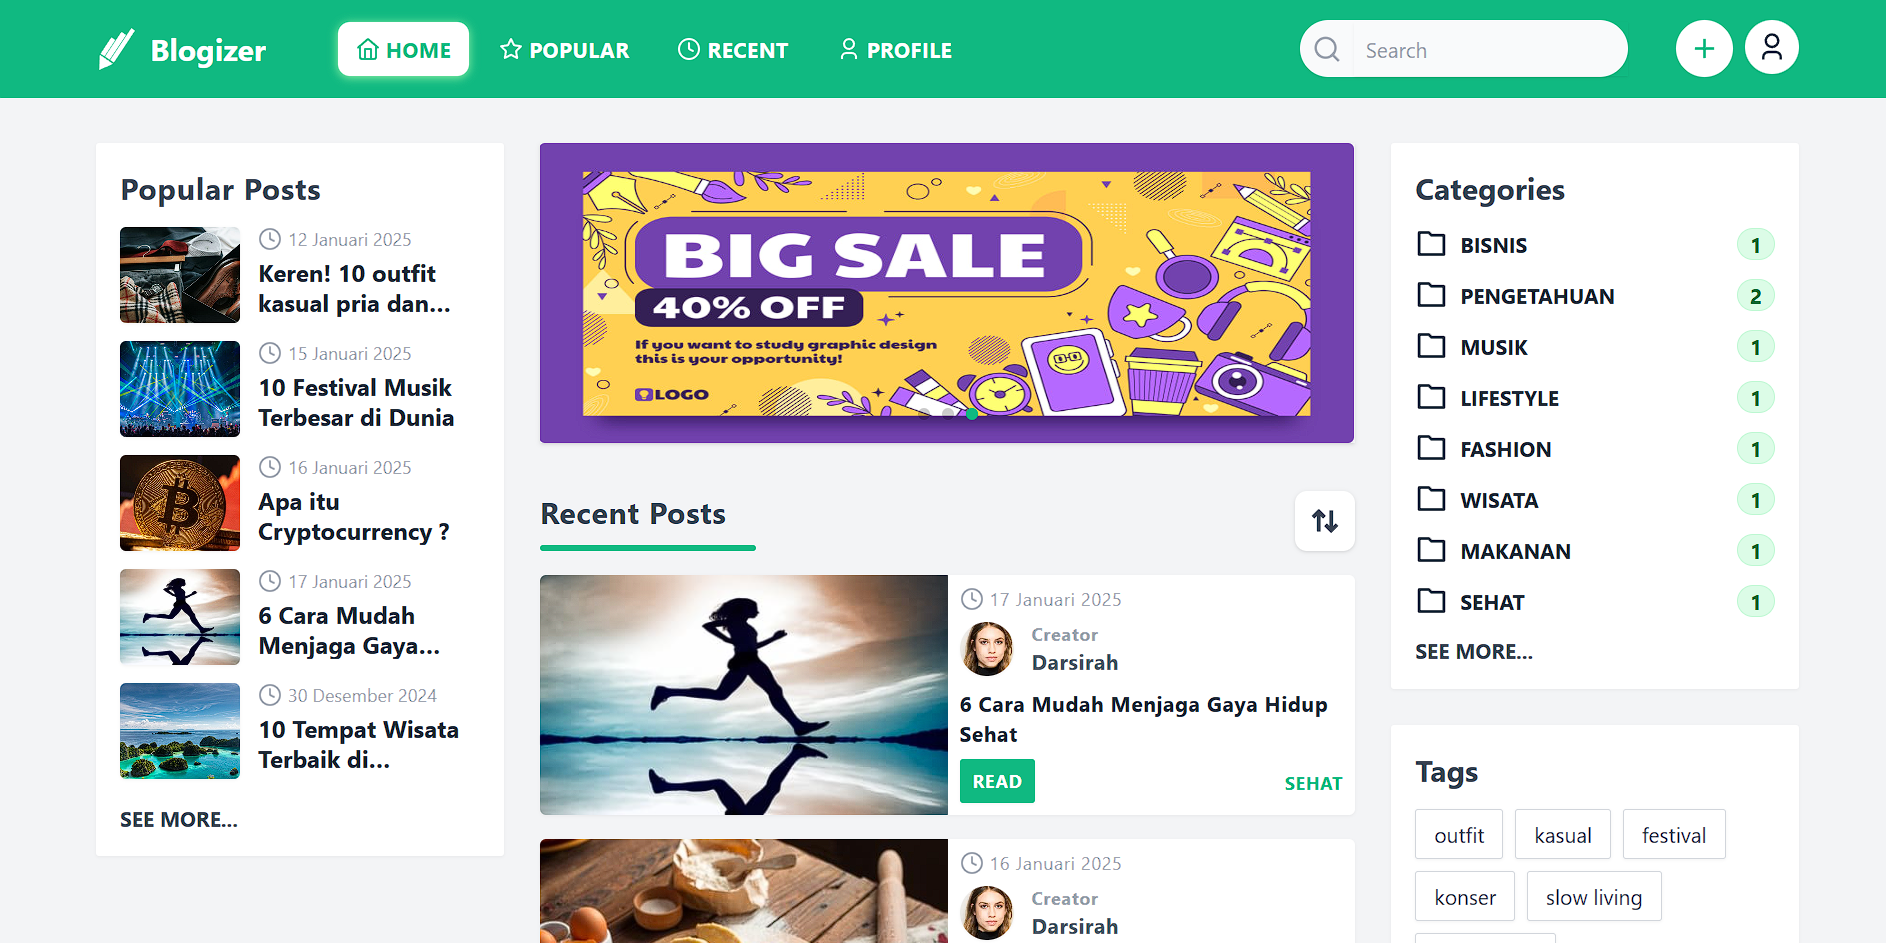 Blogizer
HOME
POPULAR
RECENT
PROFILE
Search
Popular Posts
12 Januari 2025
Keren! 10 outfit
kasual pria dan...
15 Januari 2025
10 Festival Musik
Terbesar di Dunia
16 Januari 2025
Apa itu
Cryptocurrency ?
17 Januari 2025
6 Cara Mudah
Menjaga Gaya...
30 Desember 2024
10 Tempat Wisata
Terbaik di...
SEE MORE...
BIG SALE
40% OFF
If you want to study graphic design
this is your opportunity!
LOGO
Recent Posts
17 Januari 2025
Creator
Darsirah
6 Cara Mudah Menjaga Gaya Hidup
Sehat
READ
SEHAT
16 Januari 2025
Creator
Darsirah
Categories
BISNIS 1
PENGETAHUAN 2
MUSIK 1
LIFESTYLE 1
FASHION 1
WISATA 1
MAKANAN 1
SEHAT 1
SEE MORE...
Tags
outfit kasual festival
konser slow living